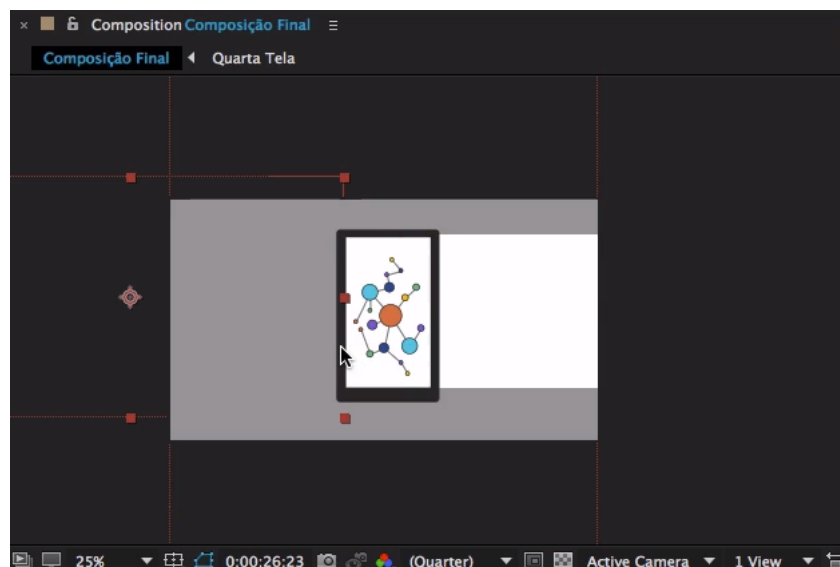 Composition Composição Final
Composição Final Quarta Tela
25% 0:00:26:23 (Quarter) Active Camera 1 View